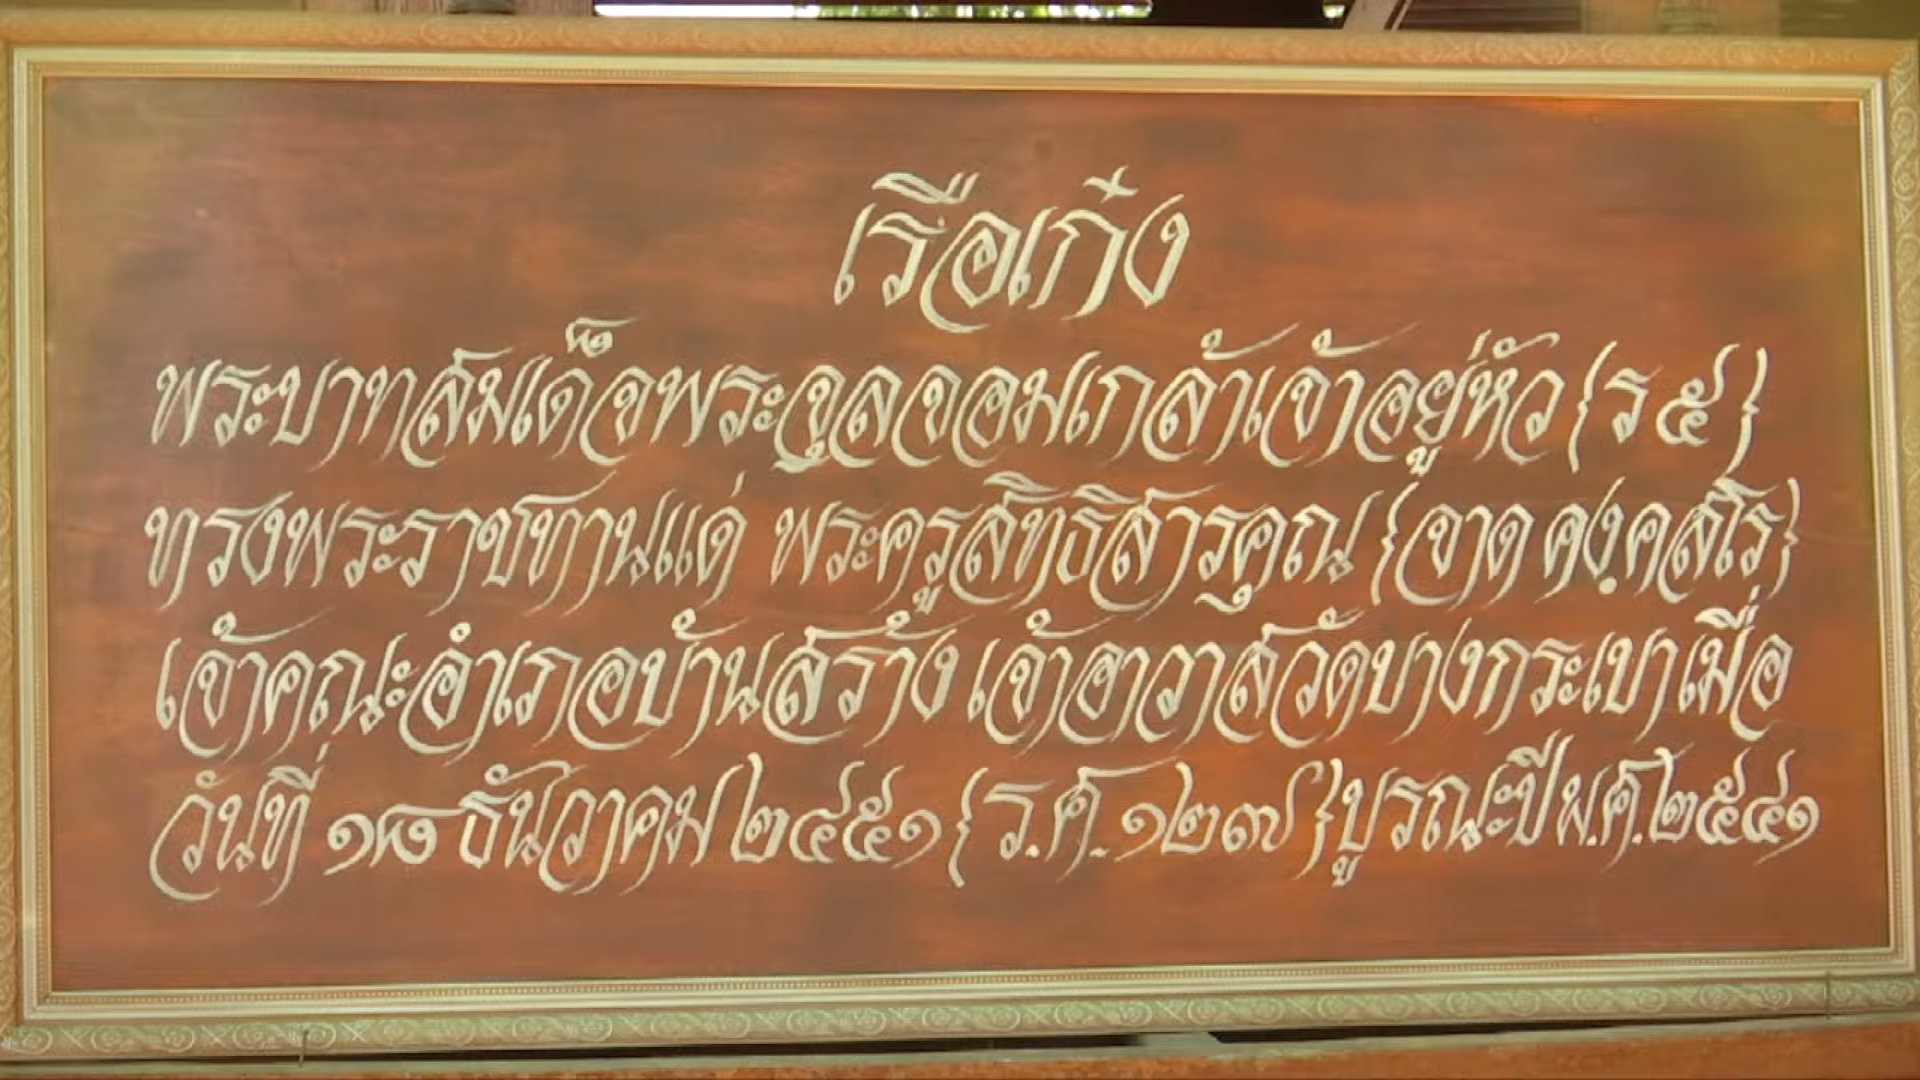 เรือเก๋ง
พระบาทสมเด็จพระจุลจอมเกล้าเจ้าอยู่หัว {ร ๕}
ทรงพระราชทานแด่ พระครูสิทธิสารคุณ {จาด คงฺคสโร}
เจ้าคณะอำเภอบ้านสร้าง เจ้าอาวาสวัดบางกระเบา เมื่อ
วันที่ ๑๘ ธันวาคม ๒๔๕๑ {ร.ศ. ๑๒๗} บูรณะปี พ.ศ. ๒๕๔๑